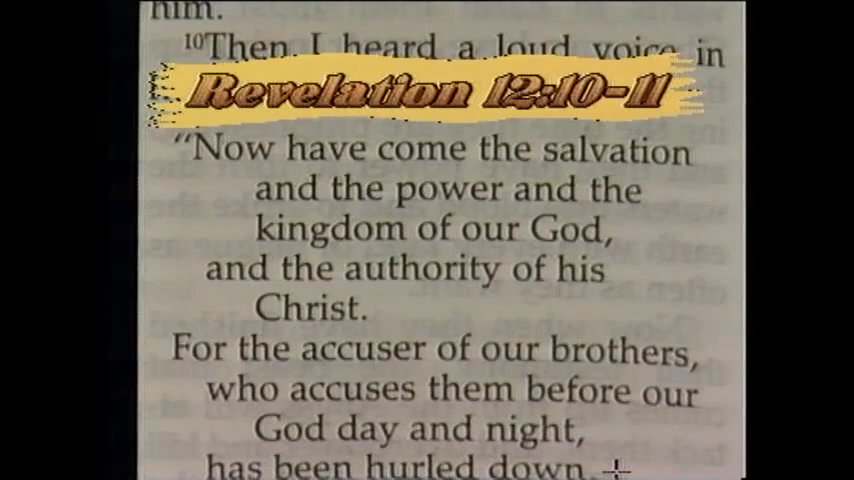 him.
10Then I heard a loud voice in
Revelation 12:10-11
"Now have come the salvation
and the power and the
kingdom of our God,
and the authority of his
Christ.
For the accuser of our brothers,
who accuses them before our
God day and night,
has been hurled down.